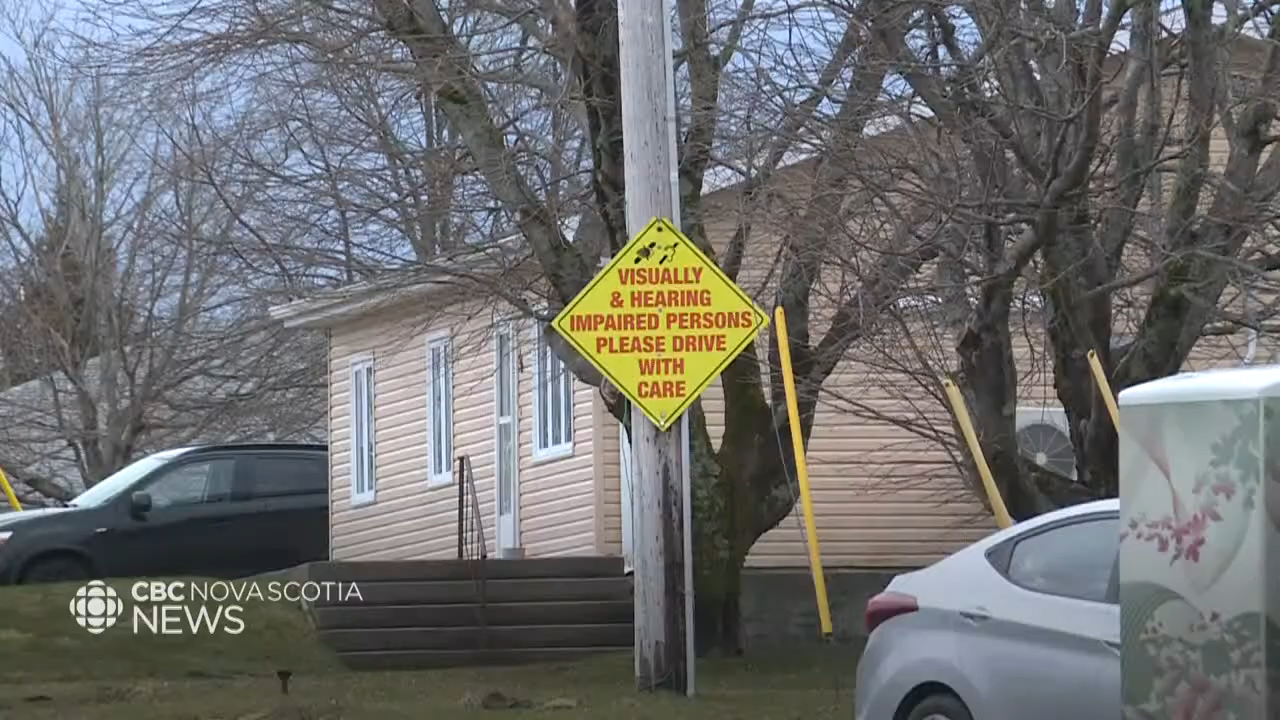 VISUALLY
& HEARING
IMPAIRED PERSONS
PLEASE DRIVE
WITH
CARE
CBC NOVA SCOTIA
NEWS